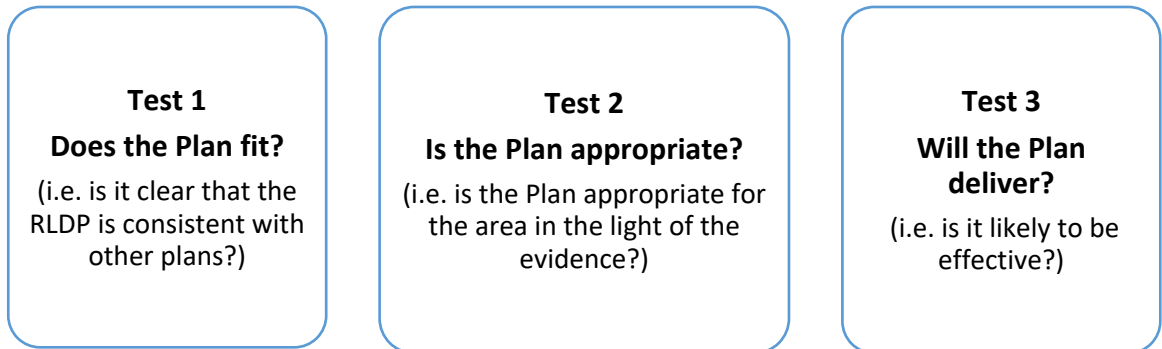 Test 1
Does the Plan fit?
(i.e. is it clear that the
RLDP is consistent with
other plans?)
Test 2
Is the Plan appropriate?
(i.e. is the Plan appropriate for
the area in the light of the
evidence?)
Test 3
Will the Plan
deliver?
(i.e. is it likely to be
effective?)